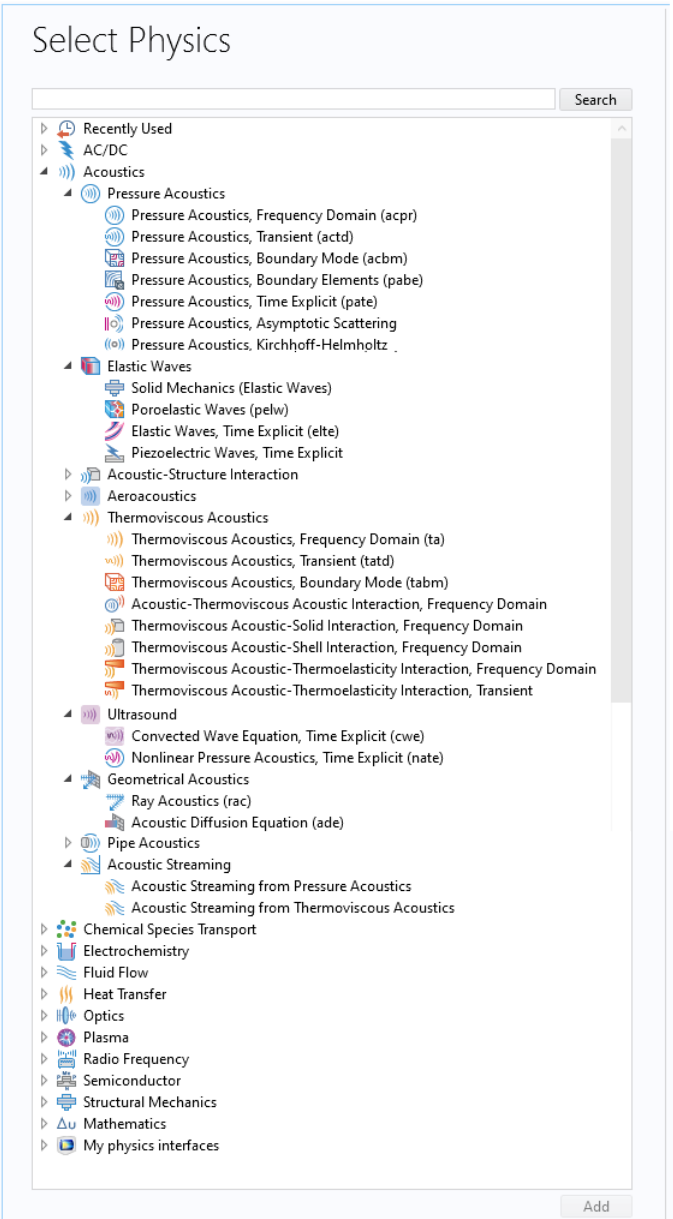 Select Physics
Search
Recently Used
AC/DC
Acoustics
Pressure Acoustics
Pressure Acoustics, Frequency Domain (acpr)
Pressure Acoustics, Transient (actd)
Pressure Acoustics, Boundary Mode (acbm)
Pressure Acoustics, Boundary Elements (pabe)
Pressure Acoustics, Time Explicit (pate)
Pressure Acoustics, Asymptotic Scattering
Pressure Acoustics, Kirchhoff-Helmholtz
Elastic Waves
Solid Mechanics (Elastic Waves)
Poroelastic Waves (pelw)
Elastic Waves, Time Explicit (elte)
Piezoelectric Waves, Time Explicit
Acoustic-Structure Interaction
Aeroacoustics
Thermoviscous Acoustics
Thermoviscous Acoustics, Frequency Domain (ta)
Thermoviscous Acoustics, Transient (tatd)
Thermoviscous Acoustics, Boundary Mode (tabm)
Acoustic-Thermoviscous Acoustic Interaction, Frequency Domain
Thermoviscous Acoustic-Solid Interaction, Frequency Domain
Thermoviscous Acoustic-Shell Interaction, Frequency Domain
Thermoviscous Acoustic-Thermoelasticity Interaction, Frequency Domain
Thermoviscous Acoustic-Thermoelasticity Interaction, Transient
Ultrasound
Convected Wave Equation, Time Explicit (cwe)
Nonlinear Pressure Acoustics, Time Explicit (nate)
Geometrical Acoustics
Ray Acoustics (rac)
Acoustic Diffusion Equation (ade)
Pipe Acoustics
Acoustic Streaming
Acoustic Streaming from Pressure Acoustics
Acoustic Streaming from Thermoviscous Acoustics
Chemical Species Transport
Electrochemistry
Fluid Flow
Heat Transfer
Optics
Plasma
Radio Frequency
Semiconductor
Structural Mechanics
Δu Mathematics
My physics interfaces
Add